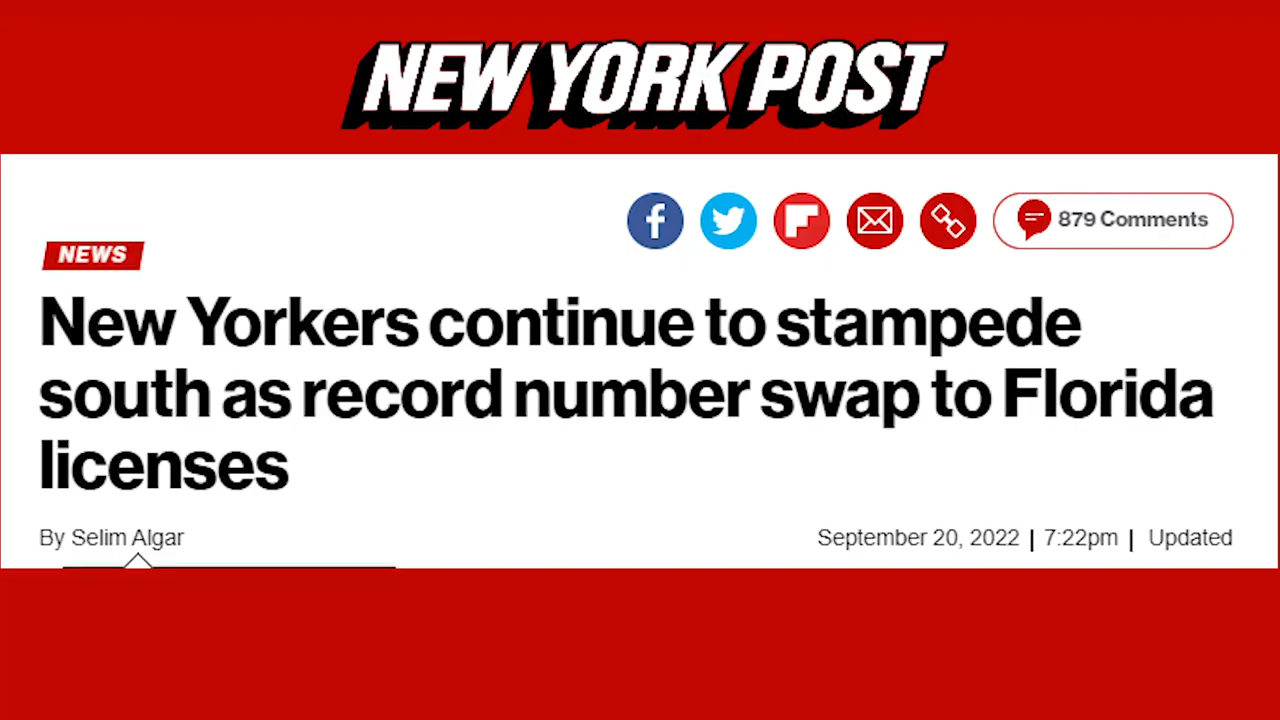 NEW YORK POST
879 Comments
NEWS
New Yorkers continue to stampede
south as record number swap to Florida
licenses
By Selim Algar
September 20, 2022 | 7:22pm | Updated